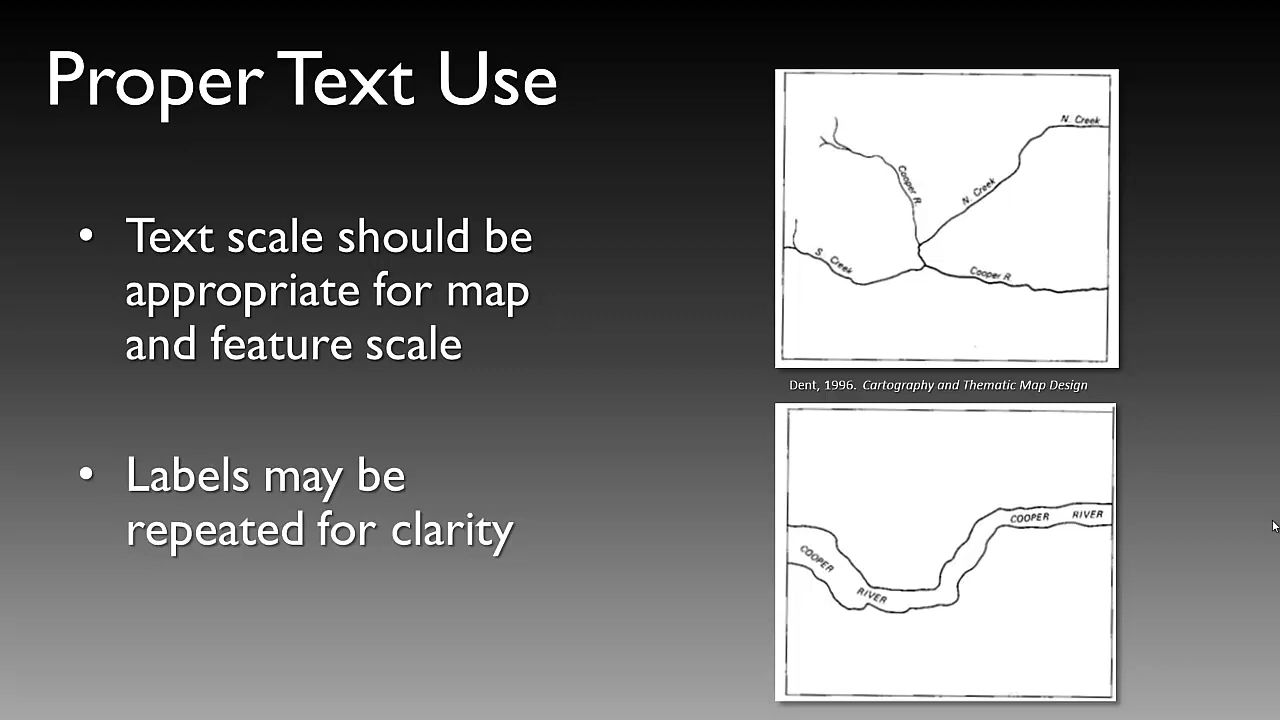 Proper Text Use
• Text scale should be
appropriate for map
and feature scale
• Labels may be
repeated for clarity
N. Creek
Cooper R.
N. Creek
S. Creek
Cooper R.
Dent, 1996. Cartography and Thematic Map Design
COOPER RIVER
COOPER RIVER